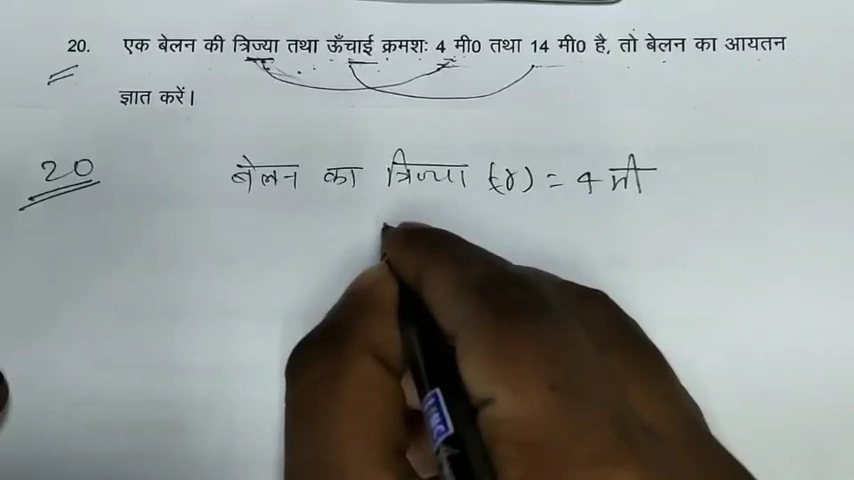 20. एक बेलन की त्रिज्या तथा ऊँचाई क्रमशः 4 मी0 तथा 14 मी0 है, तो बेलन का आयतन
ज्ञात करें।
20 बेलन का त्रिज्या (r) = 4 मी